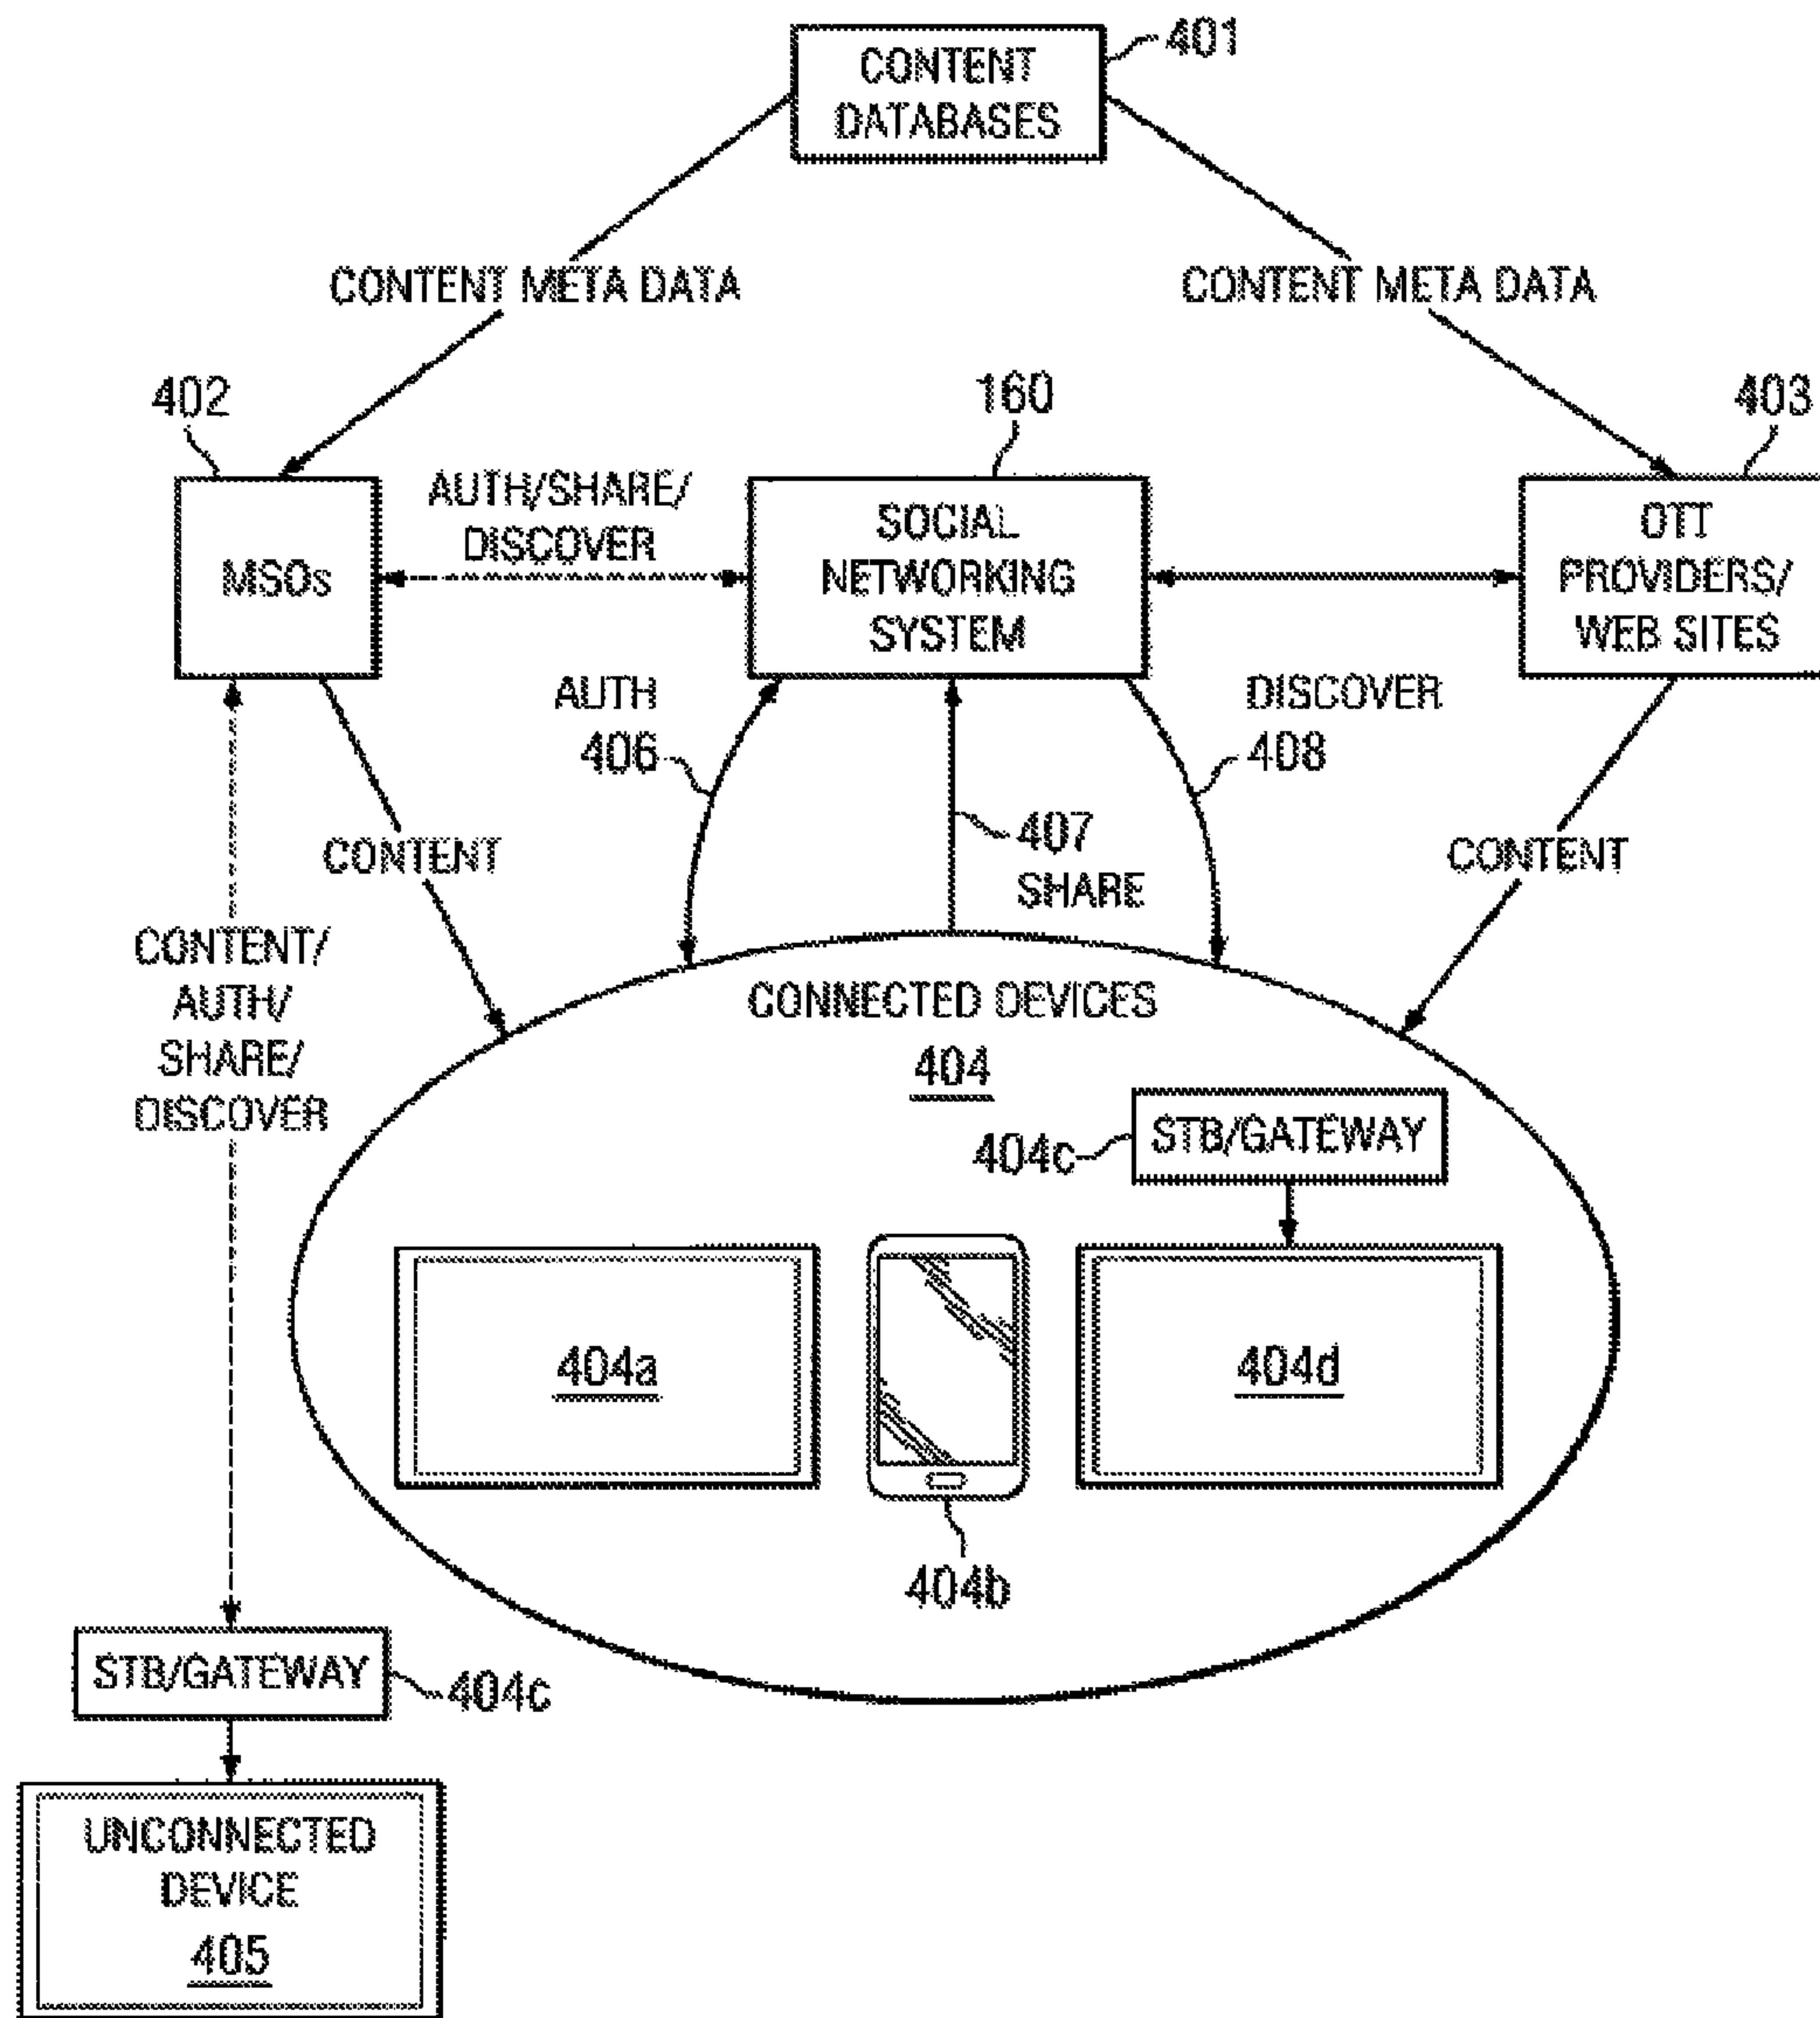 401
CONTENT
DATABASES
CONTENT META DATA
CONTENT META DATA
402
160
403
MSOs
AUTH/SHARE/
DISCOVER
SOCIAL
NETWORKING
SYSTEM
OTT
PROVIDERS/
WEB SITES
AUTH
406
DISCOVER
408
407
SHARE
CONTENT
CONTENT
CONTENT/
AUTH/
SHARE/
DISCOVER
CONNECTED DEVICES
404
404c
STB/GATEWAY
404a
404d
404b
STB/GATEWAY
404c
UNCONNECTED
DEVICE
405